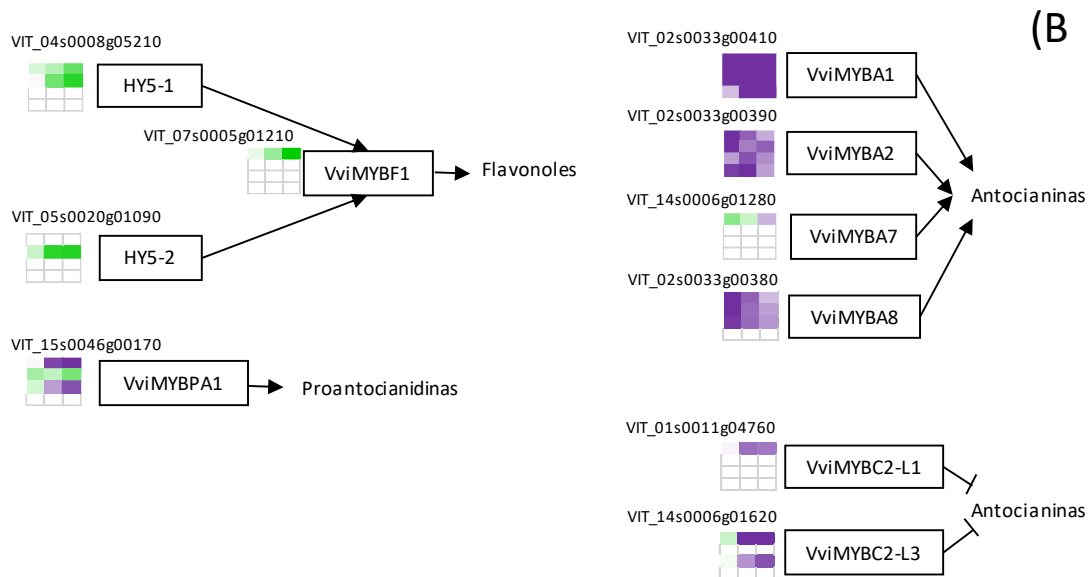 (B
VIT_04s0008g05210
HY5-1
VIT_07s0005g01210
VviMYBF1
Flavonoles
VIT_05s0020g01090
HY5-2
VIT_15s0046g00170
VviMYBPA1
Proantocianidinas
VIT_02s0033g00410
VviMYBA1
VIT_02s0033g00390
VviMYBA2
Antocianinas
VIT_14s0006g01280
VviMYBA7
VIT_02s0033g00380
VviMYBA8
VIT_01s0011g04760
VviMYBC2-L1
Antocianinas
VIT_14s0006g01620
VviMYBC2-L3